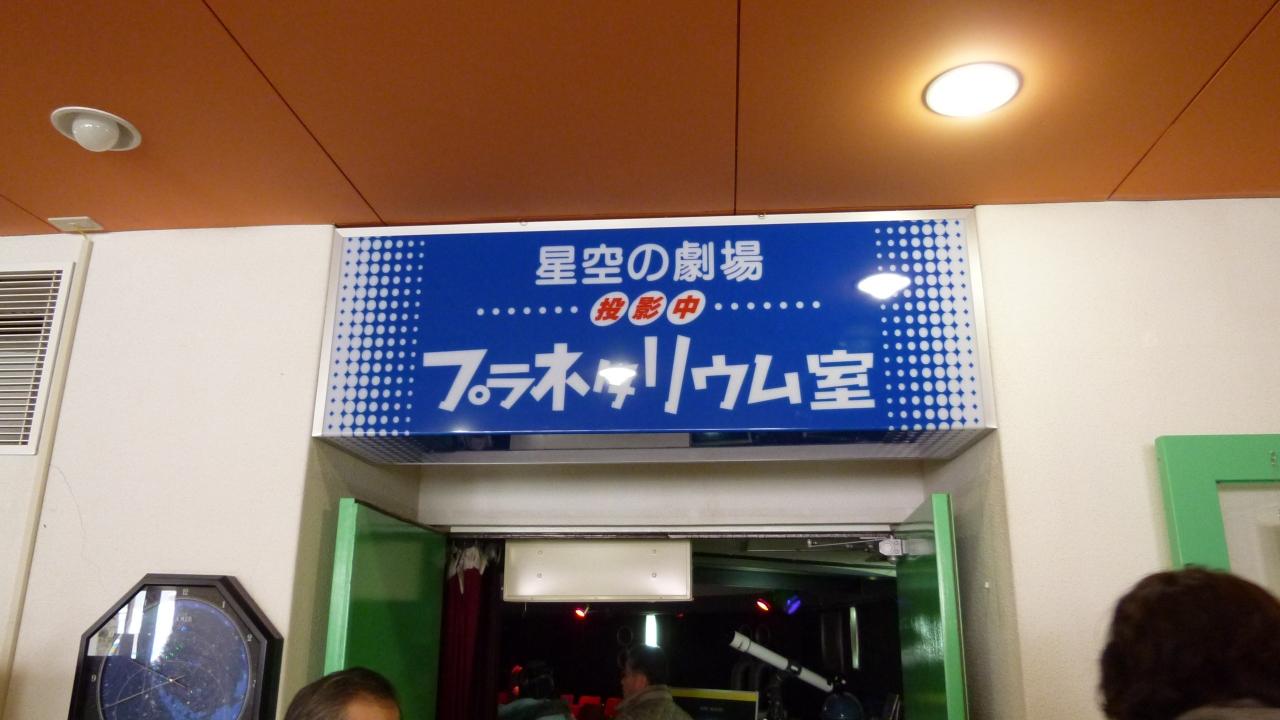 星空の劇場
投影中
プラネタリウム室